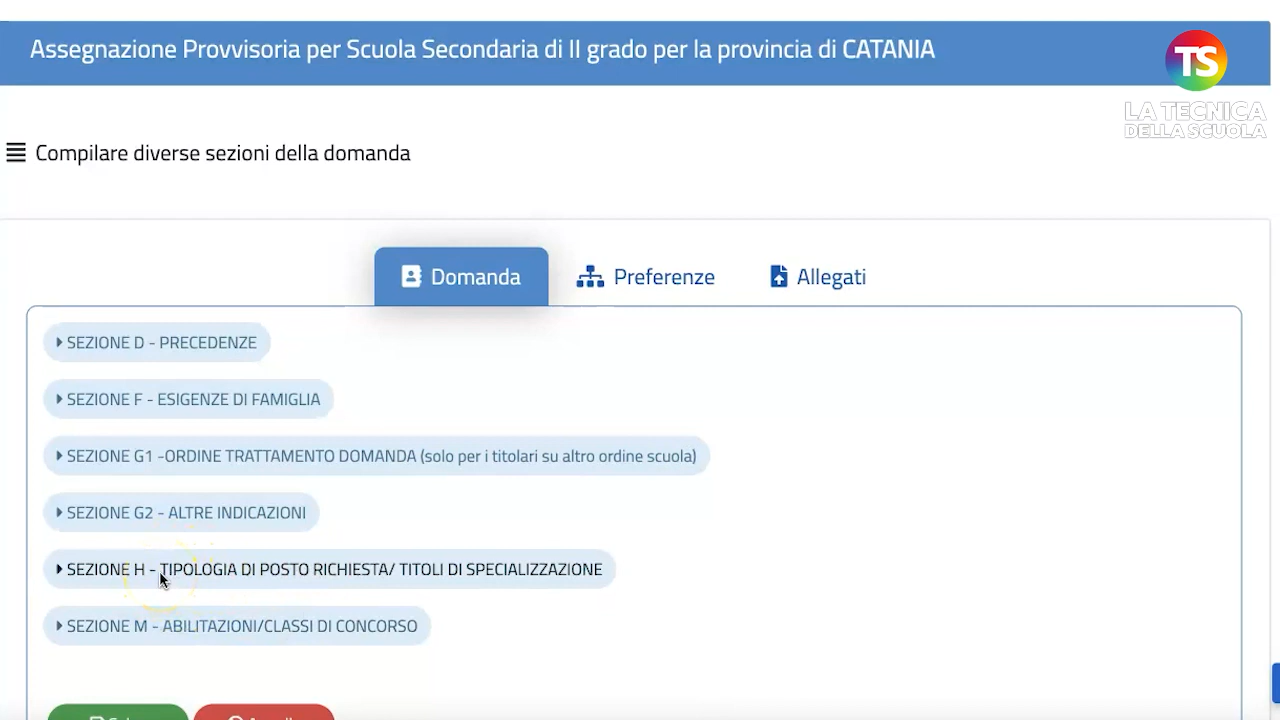 Assegnazione Provvisoria per Scuola Secondaria di II grado per la provincia di CATANIA
TS
LA TECNICA
DELLA SCUOLA
Compilare diverse sezioni della domanda
Domanda
Preferenze
Allegati
SEZIONE D - PRECEDENZE
SEZIONE F - ESIGENZE DI FAMIGLIA
SEZIONE G1 -ORDINE TRATTAMENTO DOMANDA (solo per i titolari su altro ordine scuola)
SEZIONE G2 - ALTRE INDICAZIONI
SEZIONE H - TIPOLOGIA DI POSTO RICHIESTA/ TITOLI DI SPECIALIZZAZIONE
SEZIONE M - ABILITAZIONI/CLASSI DI CONCORSO